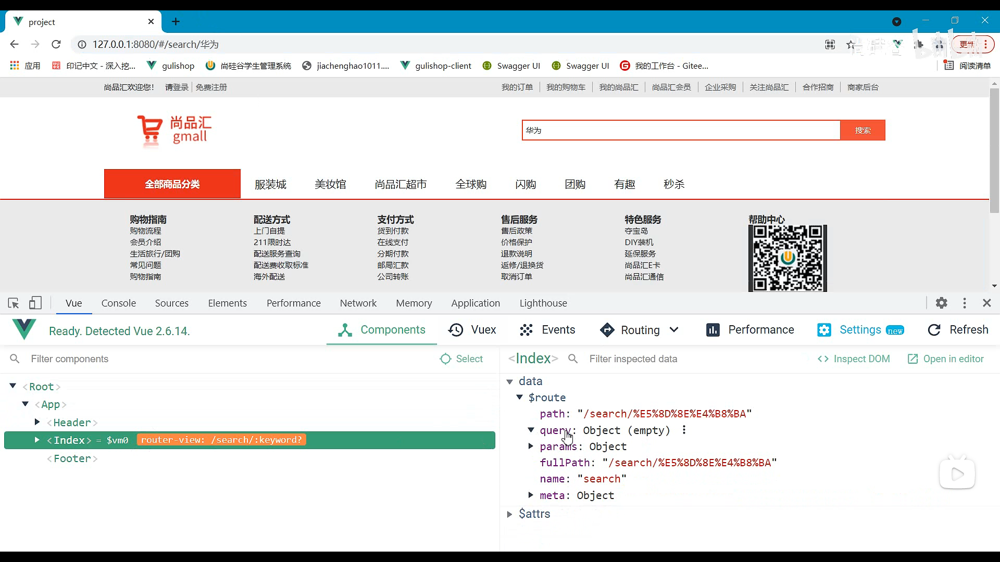 project
127.0.0.1:8080/#/search/华为
更新
应用
印记中文 - 深入挖...
gulishop
尚硅谷学生管理系统
jiachenghao1011....
gulishop-client
Swagger UI
Swagger UI
我的工作台 - Gitee...
阅读清单
尚品汇欢迎您! 请登录 免费注册
我的订单 我的购物车 我的尚品汇 尚品汇会员 企业采购 关注尚品汇 合作招商 商家后台
尚品汇
gmall
华为
搜索
全部商品分类 服装城 美妆馆 尚品汇超市 全球购 闪购 团购 有趣 秒杀
购物指南
购物流程
会员介绍
生活旅行/团购
常见问题
购物指南
配送方式
上门自提
211限时达
配送服务查询
配送费收取标准
海外配送
支付方式
货到付款
在线支付
分期付款
邮局汇款
公司转账
售后服务
售后政策
价格保护
退款说明
返修/退换货
取消订单
特色服务
夺宝岛
DIY装机
延保服务
尚品汇E卡
尚品汇通信
帮助中心
Vue Console Sources Elements Performance Network Memory Application Lighthouse
Ready. Detected Vue 2.6.14.
Components Vuex Events Routing Performance Settings new Refresh
Filter components
Select
<Index>
Filter inspected data
Inspect DOM
Open in editor
<Root>
<App>
<Header>
<Index> = $vm0 router-view: /search/:keyword?
<Footer>
data
$route
path: "/search/%E5%8D%8E%E4%B8%BA"
query: Object (empty)
params: Object
fullPath: "/search/%E5%8D%8E%E4%B8%BA"
name: "search"
meta: Object
$attrs